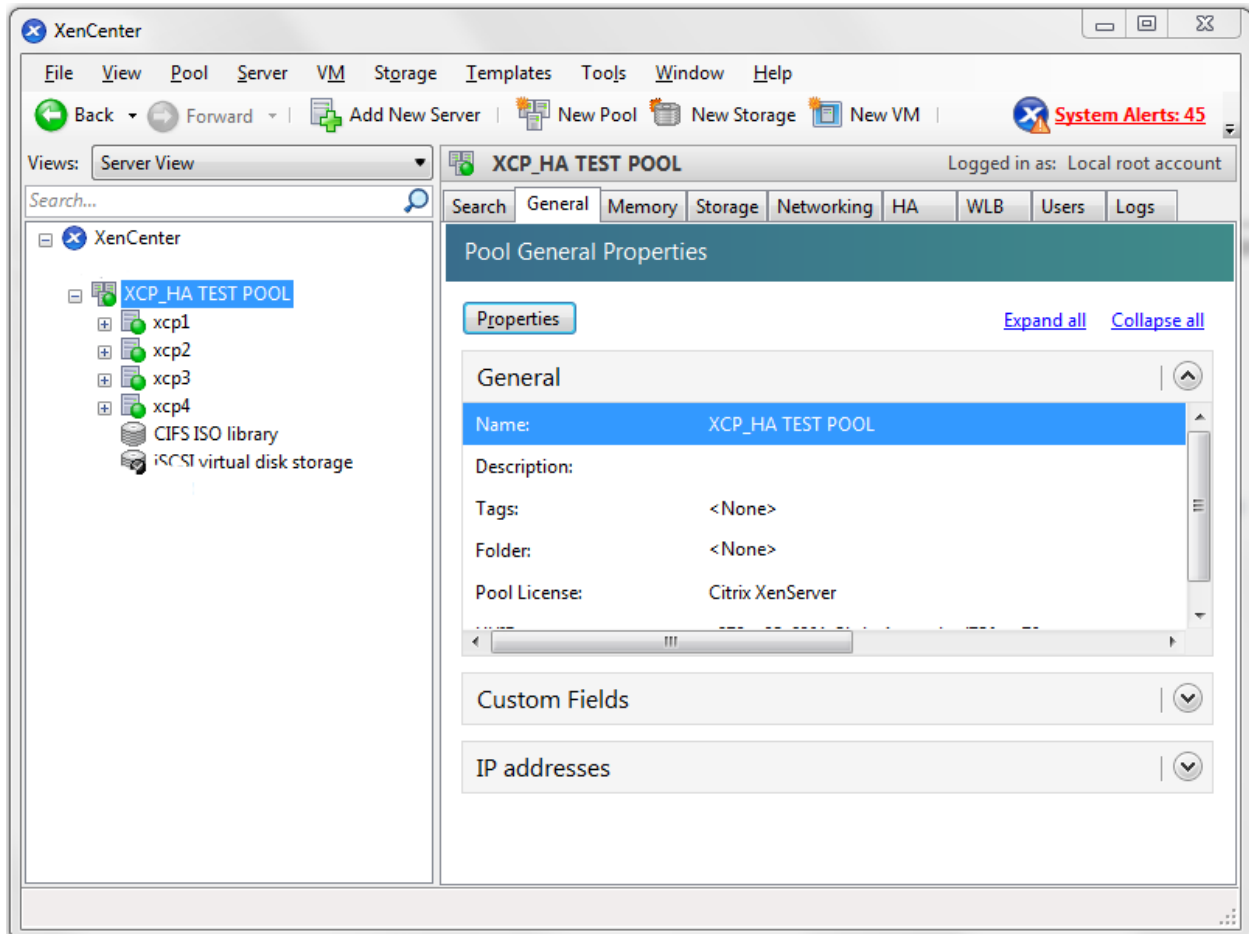 XenCenter
File View Pool Server VM Storage Templates Tools Window Help
Back Forward Add New Server New Pool New Storage New VM System Alerts: 45
Views: Server View
XCP_HA TEST POOL Logged in as: Local root account
Search...
Search General Memory Storage Networking HA WLB Users Logs
XenCenter
XCP_HA TEST POOL
xcp1
xcp2
xcp3
xcp4
CIFS ISO library
iSCSI virtual disk storage
Pool General Properties
Properties Expand all Collapse all
General
Name: XCP_HA TEST POOL
Description:
Tags: <None>
Folder: <None>
Pool License: Citrix XenServer
Custom Fields
IP addresses